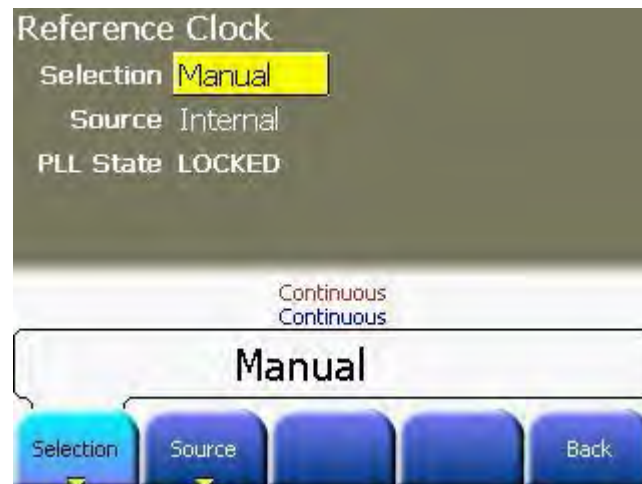 Reference Clock
Selection Manual
Source Internal
PLL State LOCKED
Continuous
Continuous
Manual
Selection Source Back